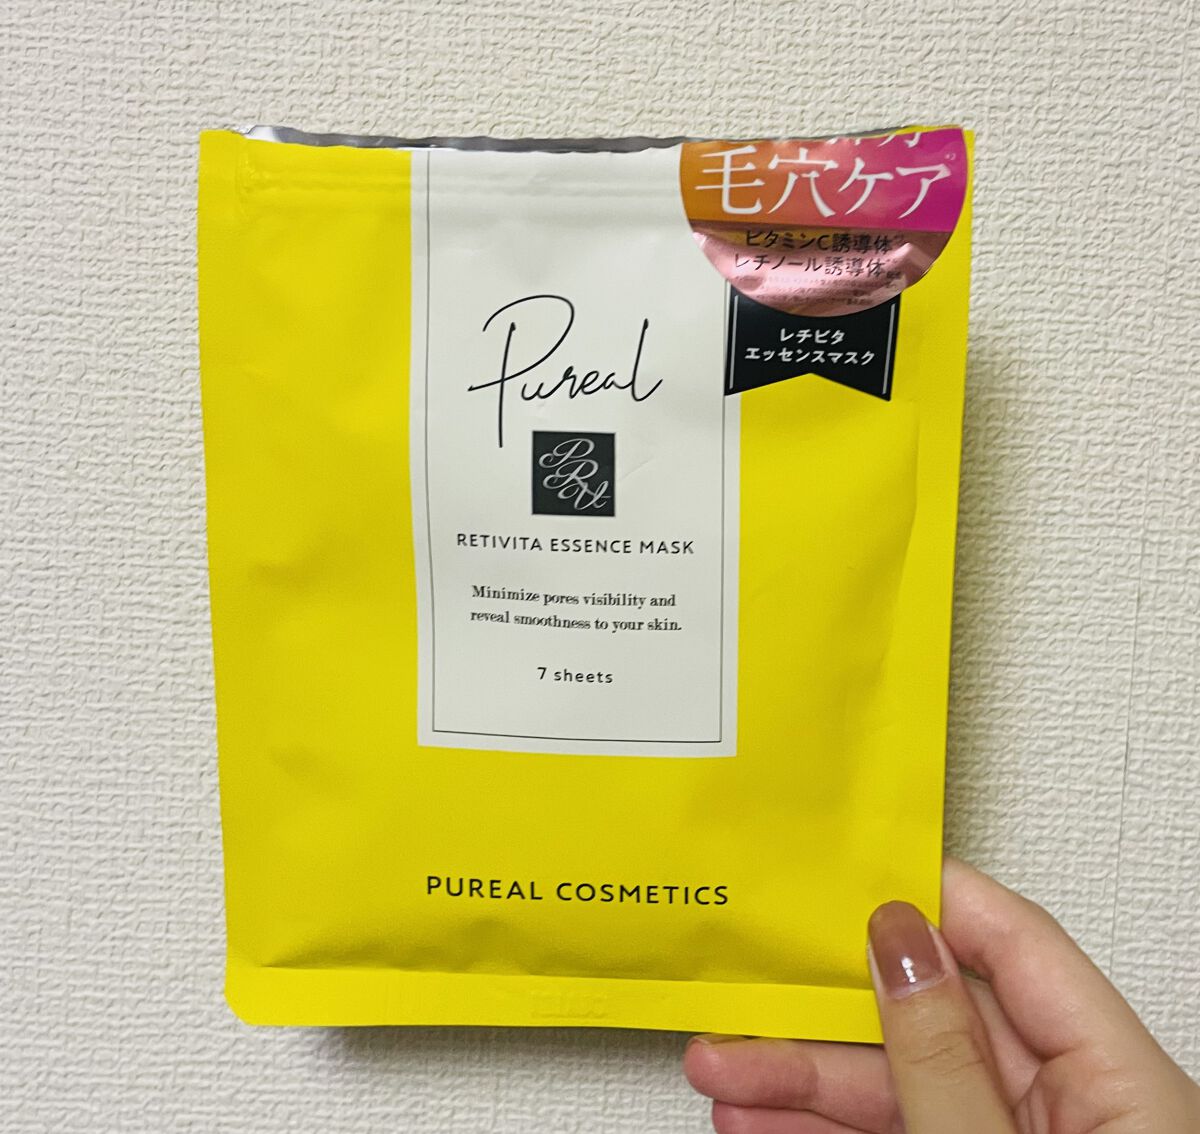 毛穴ケア
ビタミンC誘導体
レチノール誘導体
レチビタ
エッセンスマスク
Pureal
PRU
RETIVITA ESSENCE MASK
Minimize pores visibility and
reveal smoothness to your skin.
7 sheets
PUREAL COSMETICS